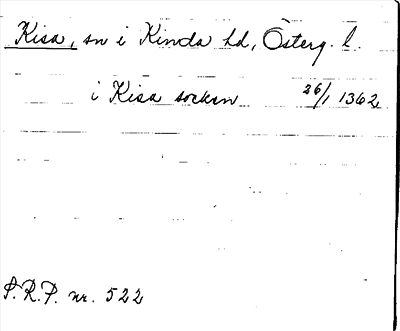 Kisa, sn i Kinda hd, Österg. l.
i Kisa socken 26/1 1362
S.R.P. nr. 522